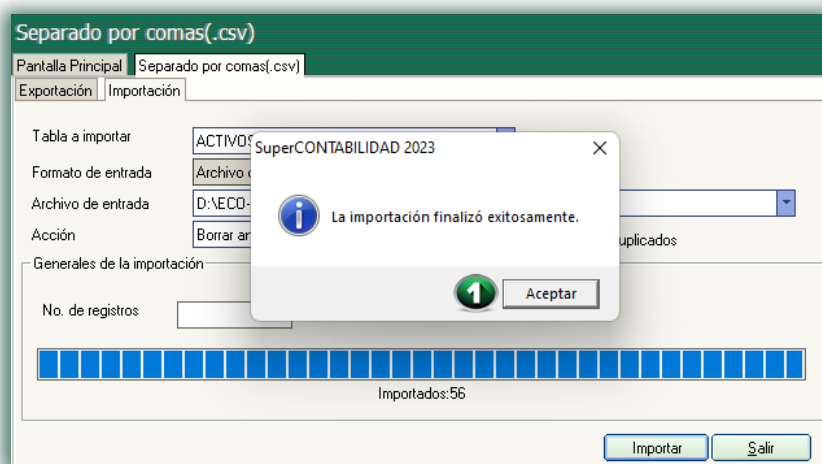 Separado por comas(.csv)
Pantalla Principal Separado por comas(.csv)
Exportación Importación
Tabla a importar ACTIVOS
SuperCONTABILIDAD 2023
Formato de entrada Archivo
Archivo de entrada D:\ECO-
La importación finalizó exitosamente.
Acción Borrar
Generales de la importación
1 Aceptar
No. de registros
Importados:56
Importar Salir